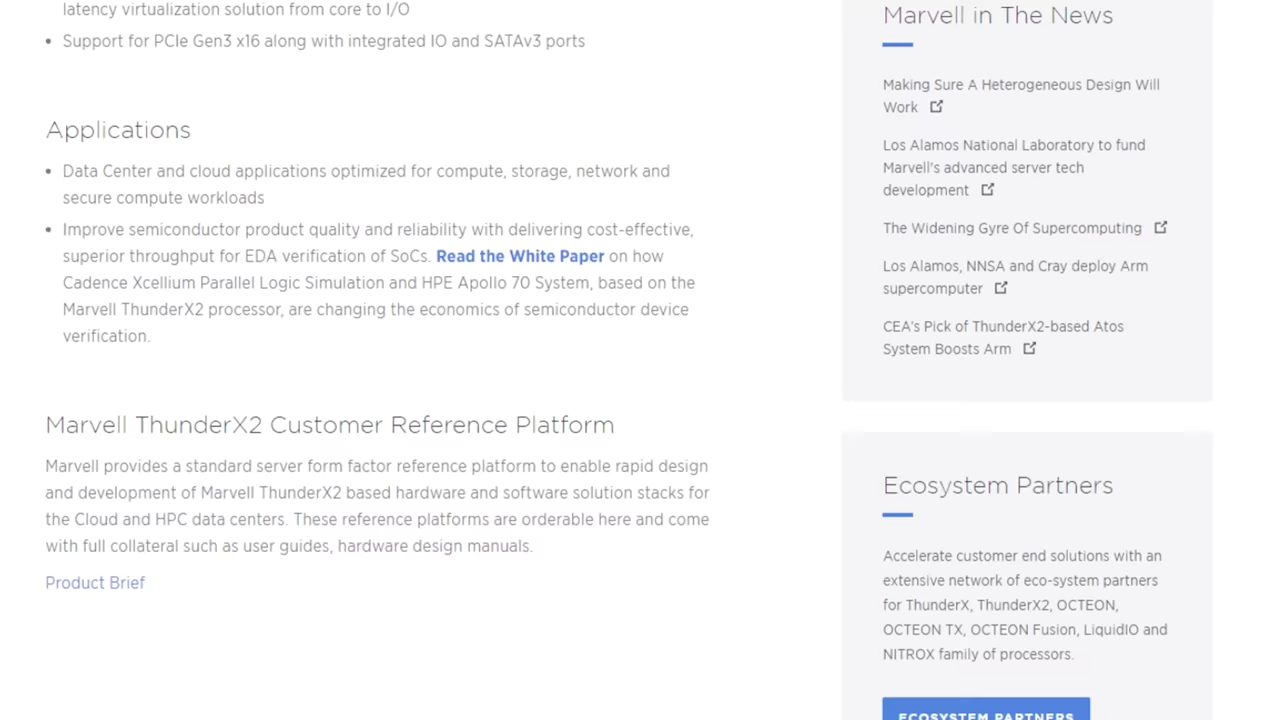 latency virtualization solution from core to I/O
• Support for PCIe Gen3 x16 along with integrated IO and SATAv3 ports
Applications
• Data Center and cloud applications optimized for compute, storage, network and
secure compute workloads
• Improve semiconductor product quality and reliability with delivering cost-effective,
superior throughput for EDA verification of SoCs. Read the White Paper on how
Cadence Xcellium Parallel Logic Simulation and HPE Apollo 70 System, based on the
Marvell ThunderX2 processor, are changing the economics of semiconductor device
verification.
Marvell ThunderX2 Customer Reference Platform
Marvell provides a standard server form factor reference platform to enable rapid design
and development of Marvell ThunderX2 based hardware and software solution stacks for
the Cloud and HPC data centers. These reference platforms are orderable here and come
with full collateral such as user guides, hardware design manuals.
Product Brief
Marvell in The News
Making Sure A Heterogeneous Design Will
Work
Los Alamos National Laboratory to fund
Marvell's advanced server tech
development
The Widening Gyre Of Supercomputing
Los Alamos, NNSA and Cray deploy Arm
supercomputer
CEA's Pick of ThunderX2-based Atos
System Boosts Arm
Ecosystem Partners
Accelerate customer end solutions with an
extensive network of eco-system partners
for ThunderX, ThunderX2, OCTEON,
OCTEON TX, OCTEON Fusion, LiquidIO and
NITROX family of processors.
ECOSYSTEM PARTNERS